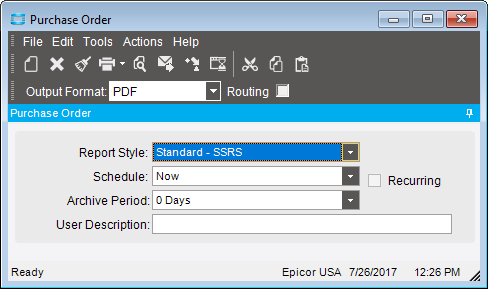 Purchase Order
File Edit Tools Actions Help
Output Format: PDF Routing
Purchase Order
Report Style: Standard - SSRS
Schedule: Now Recurring
Archive Period: 0 Days
User Description:
Ready Epicor USA 7/26/2017 12:26 PM